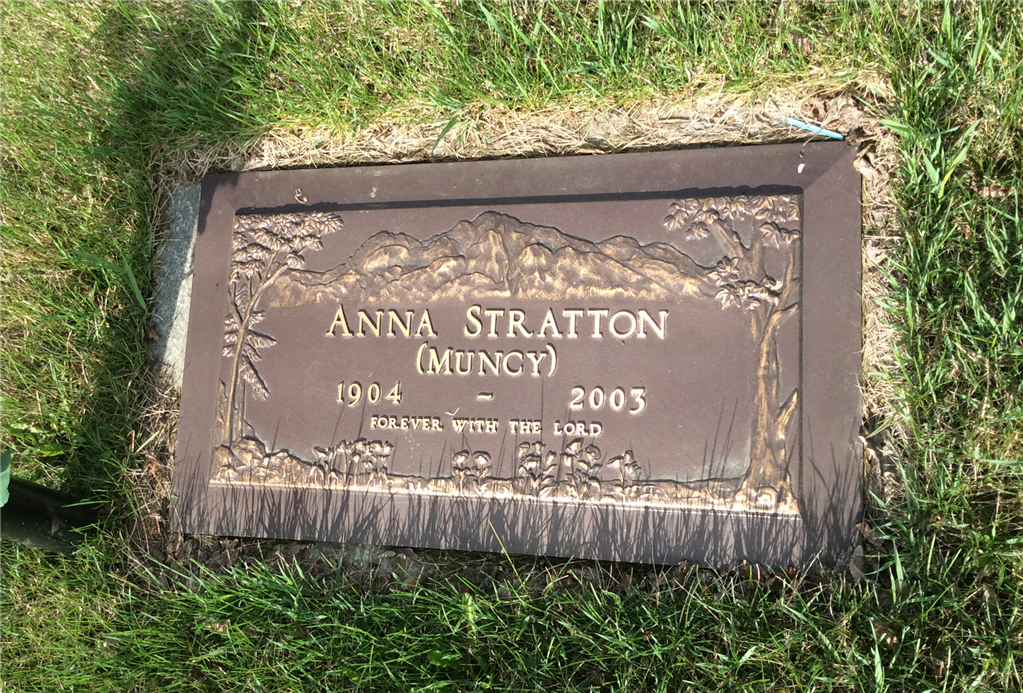 ANNA STRATTON
(MUNCY)
1904 - 2003
FOREVER WITH THE LORD